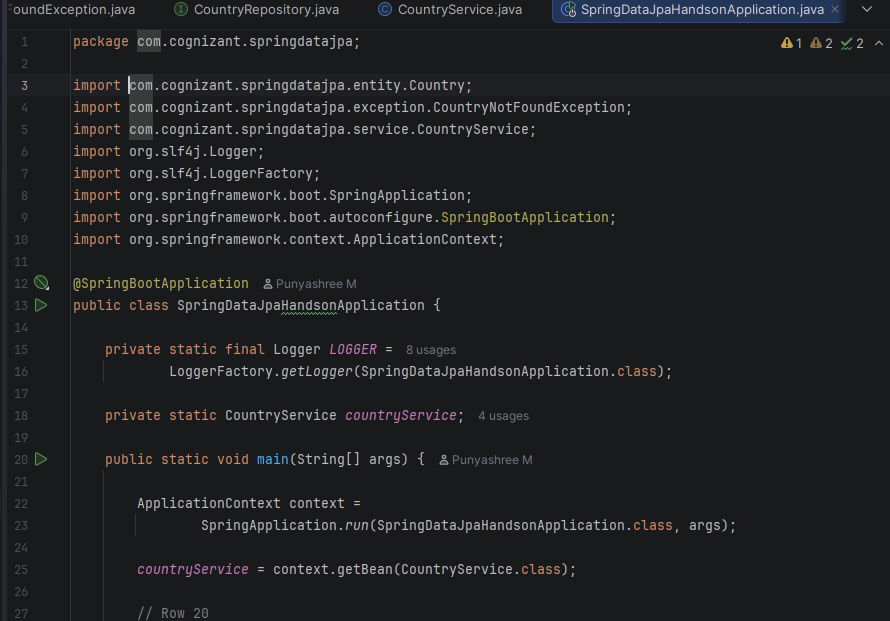 oundException.java CountryRepository.java CountryService.java SpringDataJpaHandsonApplication.java
1 package com.cognizant.springdatajpa; 1 2 2
2
3 import com.cognizant.springdatajpa.entity.Country;
4 import com.cognizant.springdatajpa.exception.CountryNotFoundException;
5 import com.cognizant.springdatajpa.service.CountryService;
6 import org.slf4j.Logger;
7 import org.slf4j.LoggerFactory;
8 import org.springframework.boot.SpringApplication;
9 import org.springframework.boot.autoconfigure.SpringBootApplication;
10 import org.springframework.context.ApplicationContext;
11
12 @SpringBootApplication Punyashree M
13 public class SpringDataJpaHandsonApplication {
14
15 private static final Logger LOGGER = 8 usages
16 LoggerFactory.getLogger(SpringDataJpaHandsonApplication.class);
17
18 private static CountryService countryService; 4 usages
19
20 public static void main(String[] args) { Punyashree M
21
22 ApplicationContext context =
23 SpringApplication.run(SpringDataJpaHandsonApplication.class, args);
24
25 countryService = context.getBean(CountryService.class);
26
27 // Row 20